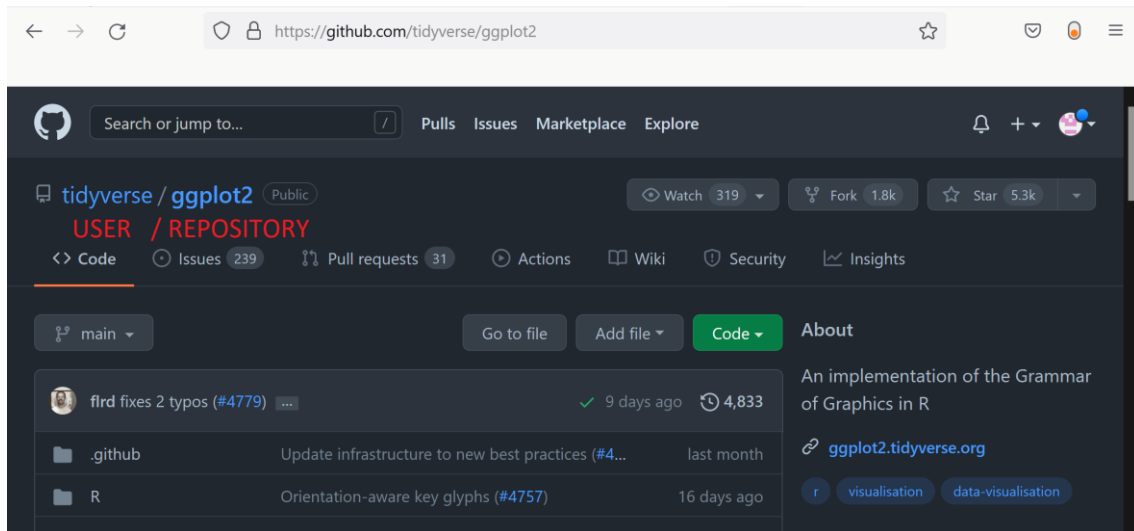 https://github.com/tidyverse/ggplot2
Search or jump to... / Pulls Issues Marketplace Explore
tidyverse / ggplot2 Public Watch 319 Fork 1.8k Star 5.3k
USER / REPOSITORY
<> Code Issues 239 Pull requests 31 Actions Wiki Security Insights
main Go to file Add file Code
About
An implementation of the Grammar
of Graphics in R
ggplot2.tidyverse.org
r visualisation data-visualisation
flrd fixes 2 typos (#4779) ... 9 days ago 4,833
.github Update infrastructure to new best practices (#4... last month
R Orientation-aware key glyphs (#4757) 16 days ago